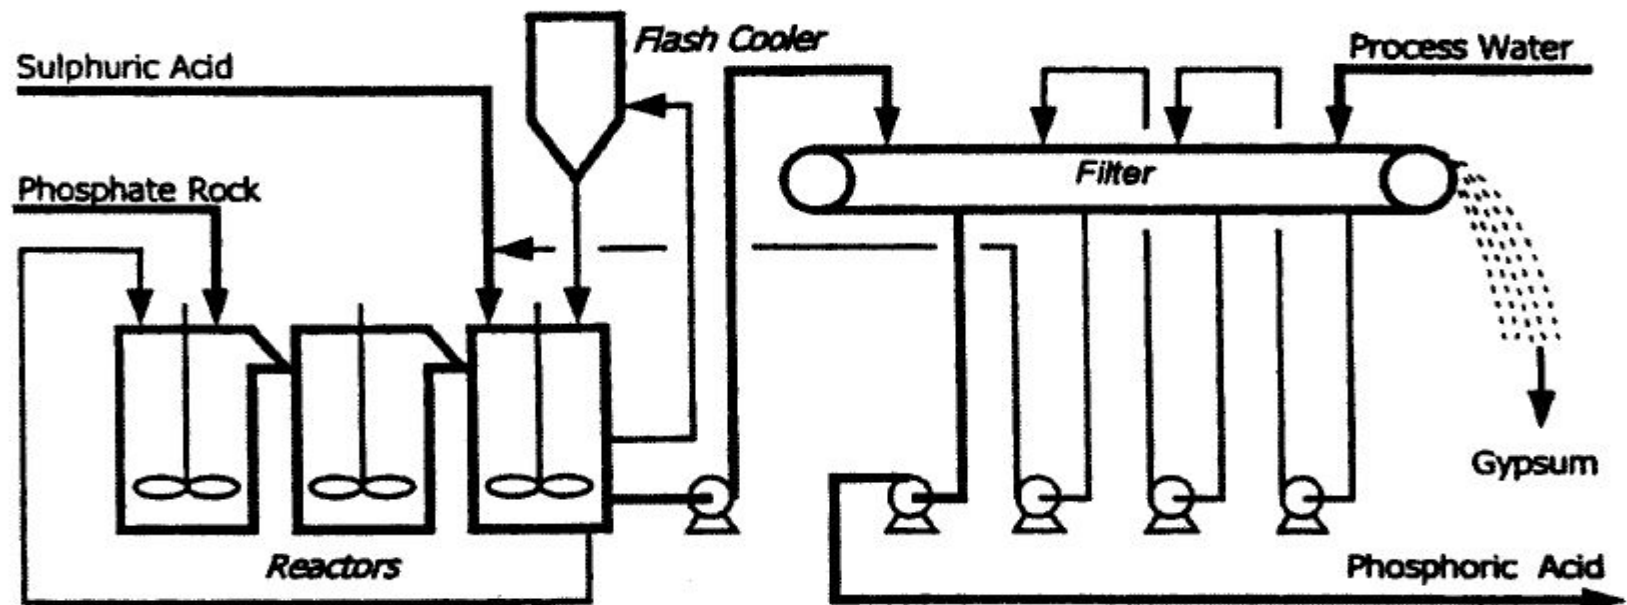 Flash Cooler
Sulphuric Acid
Process Water
Phosphate Rock
Filter
Gypsum
Reactors
Phosphoric Acid